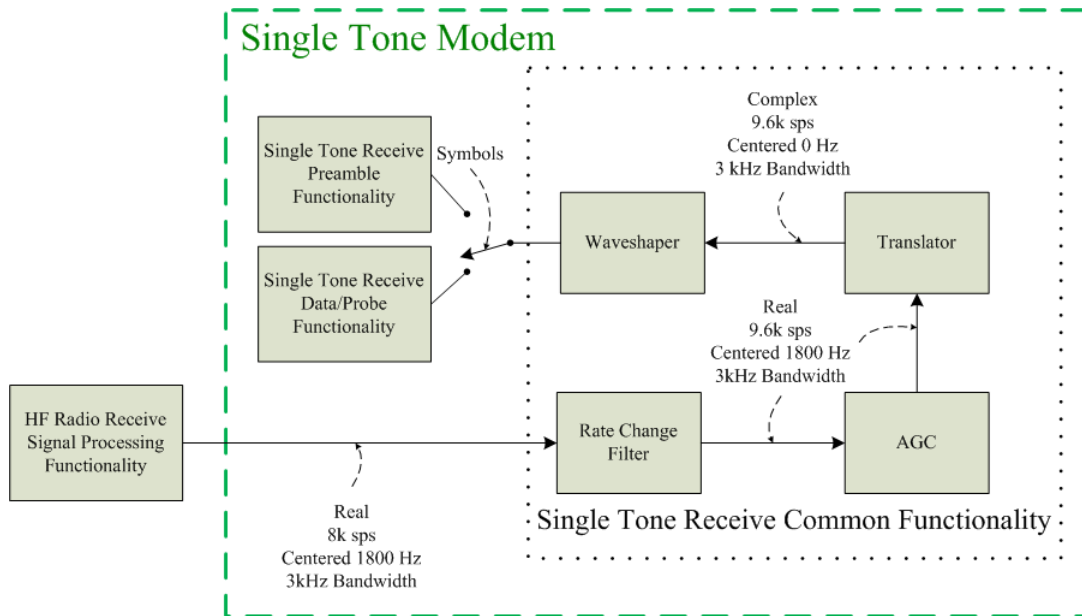 Single Tone Modem
Single Tone Receive
Preamble
Functionality
Symbols
Complex
9.6k sps
Centered 0 Hz
3 kHz Bandwidth
Waveshaper
Translator
Single Tone Receive
Data/Probe
Functionality
Real
9.6k sps
Centered 1800 Hz
3kHz Bandwidth
HF Radio Receive
Signal Processing
Functionality
Rate Change
Filter
AGC
Real
8k sps
Centered 1800 Hz
3kHz Bandwidth
Single Tone Receive Common Functionality